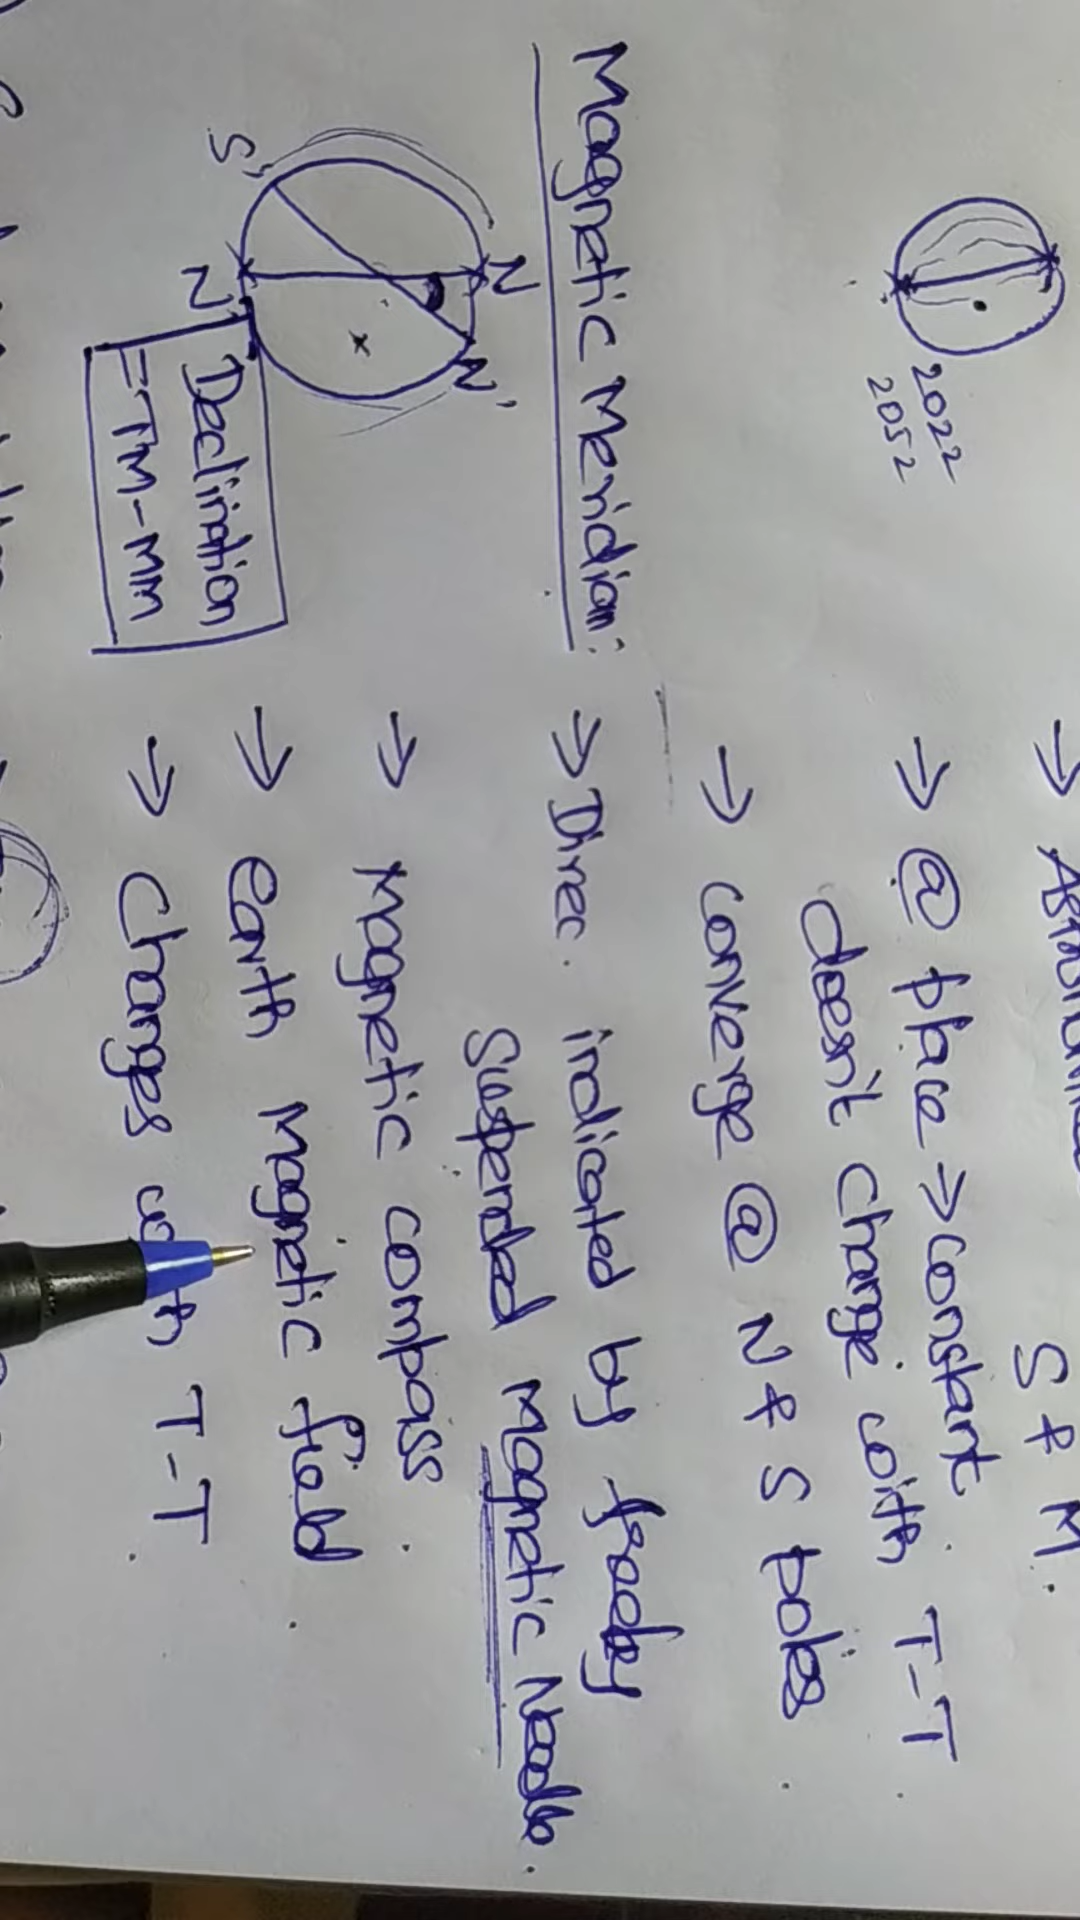 S & M.
→ @ place → constant
doesn't change with T-T
2022
2052
→ converge @ N & S poles
Magnetic Meridian:
→ Direc. indicated by freely
Suspended Magnetic Needle.
→ Magnetic compass
→ earth Magnetic field
→ Changes with T-T
N
N'
S'
N
Declination
= TM-MM